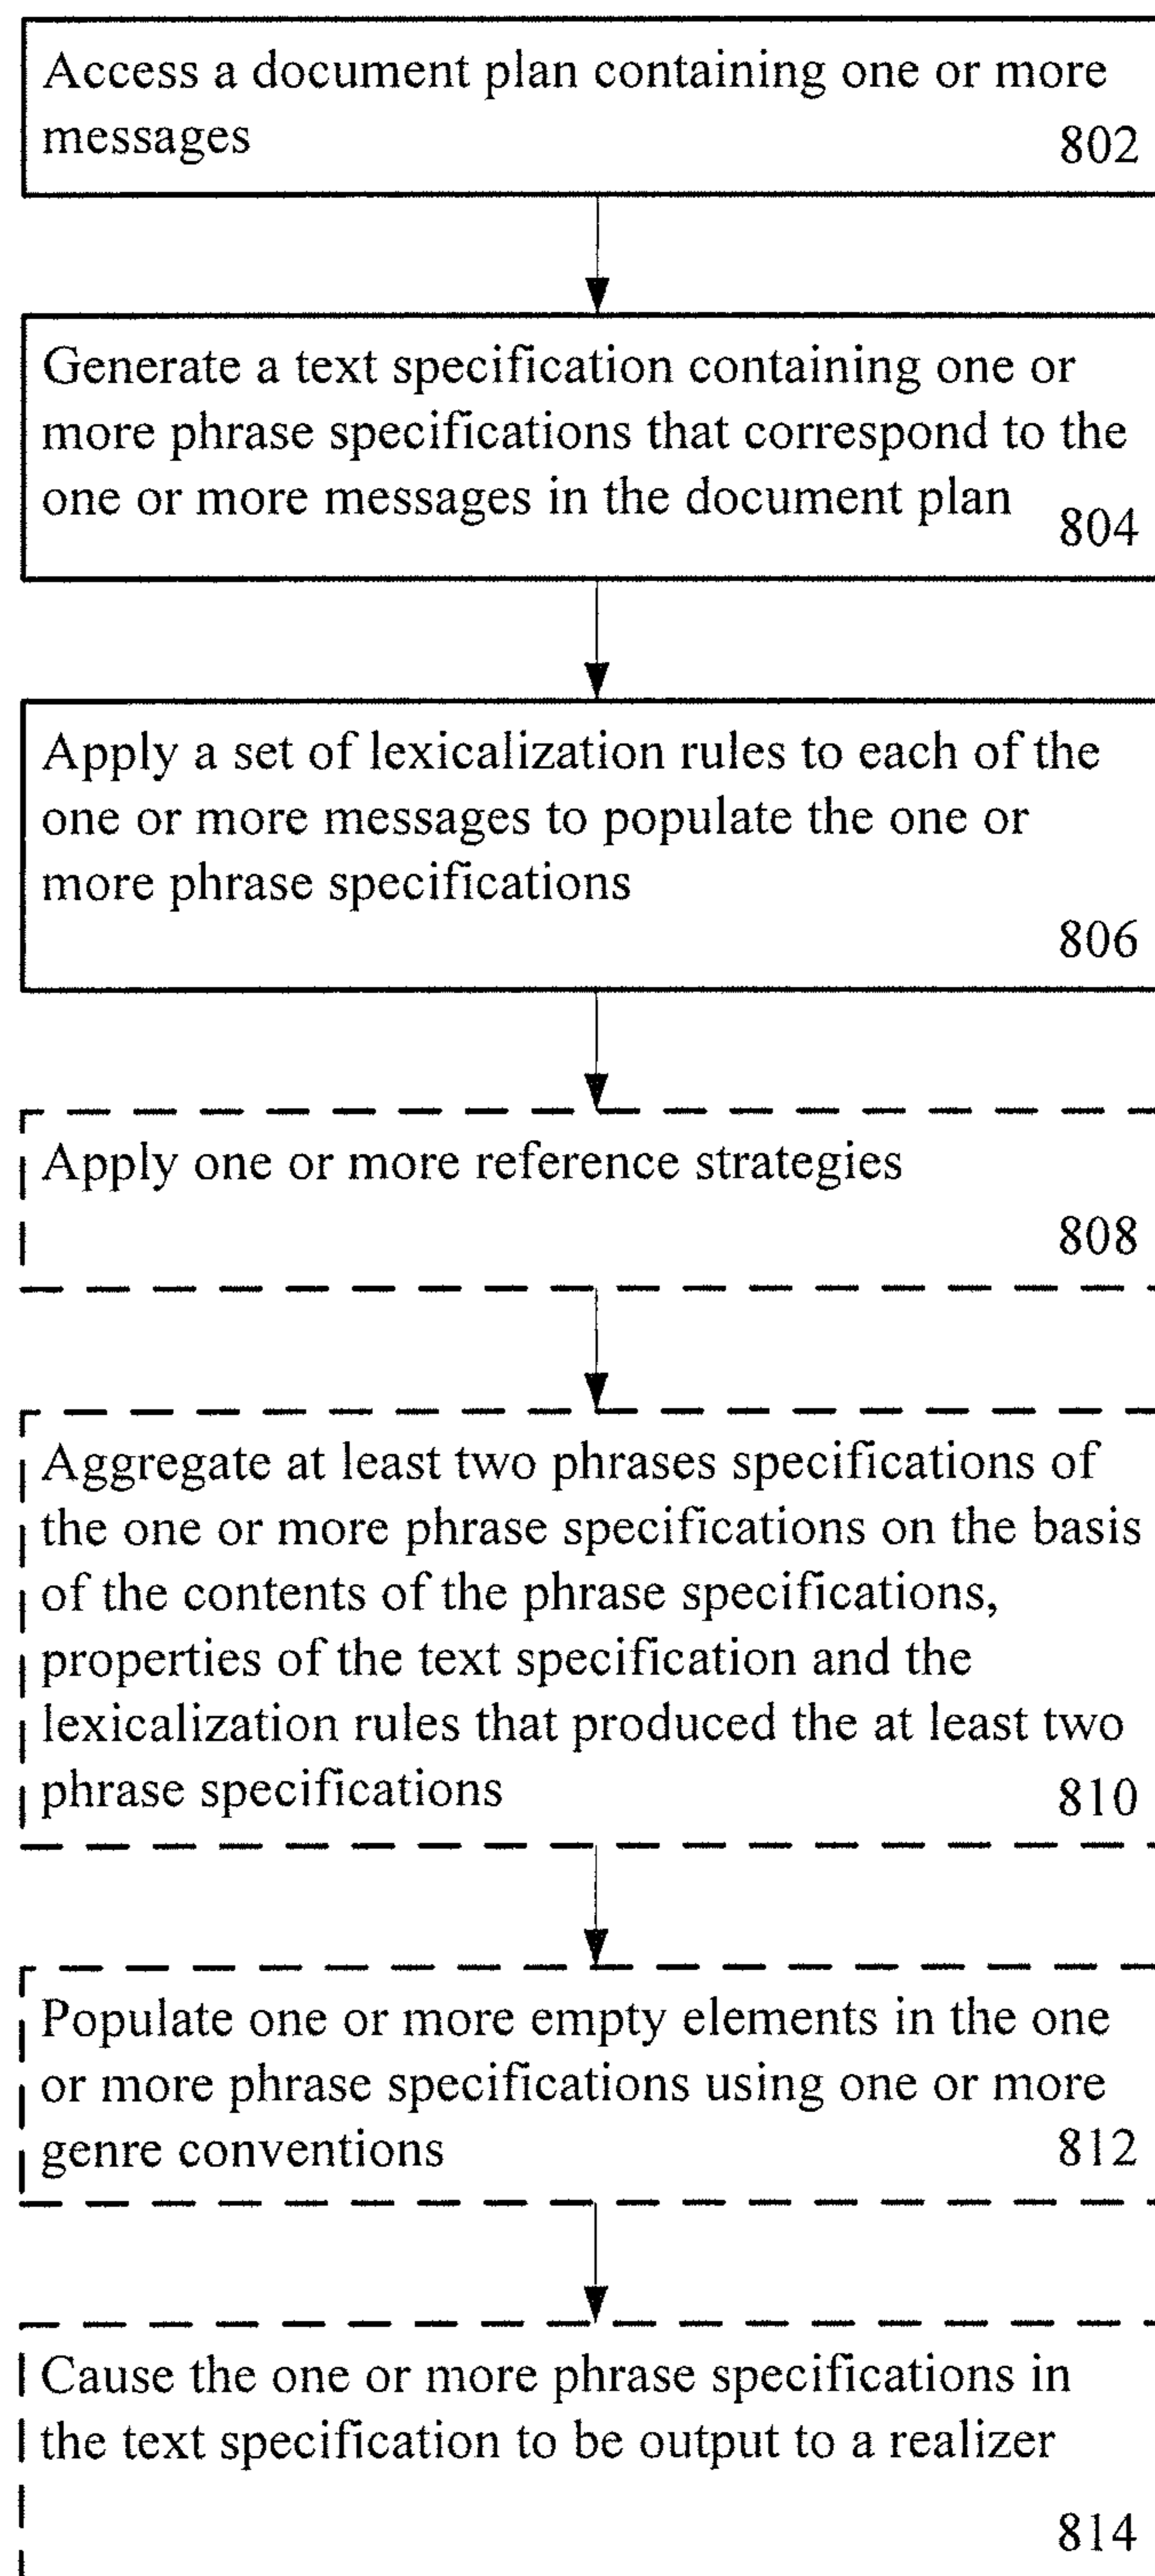 Access a document plan containing one or more
messages
802
Generate a text specification containing one or
more phrase specifications that correspond to the
one or more messages in the document plan
804
Apply a set of lexicalization rules to each of the
one or more messages to populate the one or
more phrase specifications
806
Apply one or more reference strategies
808
Aggregate at least two phrases specifications of
the one or more phrase specifications on the basis
of the contents of the phrase specifications,
properties of the text specification and the
lexicalization rules that produced the at least two
phrase specifications
810
Populate one or more empty elements in the one
or more phrase specifications using one or more
genre conventions
812
Cause the one or more phrase specifications in
the text specification to be output to a realizer
814